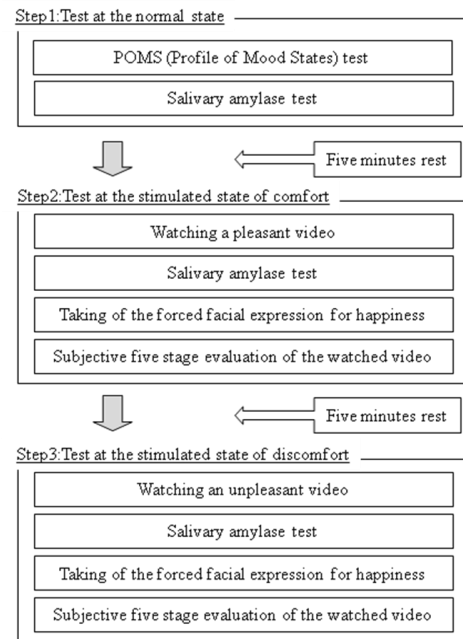 Step1:Test at the normal state
POMS (Profile of Mood States) test
Salivary amylase test
Five minutes rest
Step2:Test at the stimulated state of comfort
Watching a pleasant video
Salivary amylase test
Taking of the forced facial expression for happiness
Subjective five stage evaluation of the watched video
Five minutes rest
Step3:Test at the stimulated state of discomfort
Watching an unpleasant video
Salivary amylase test
Taking of the forced facial expression for happiness
Subjective five stage evaluation of the watched video